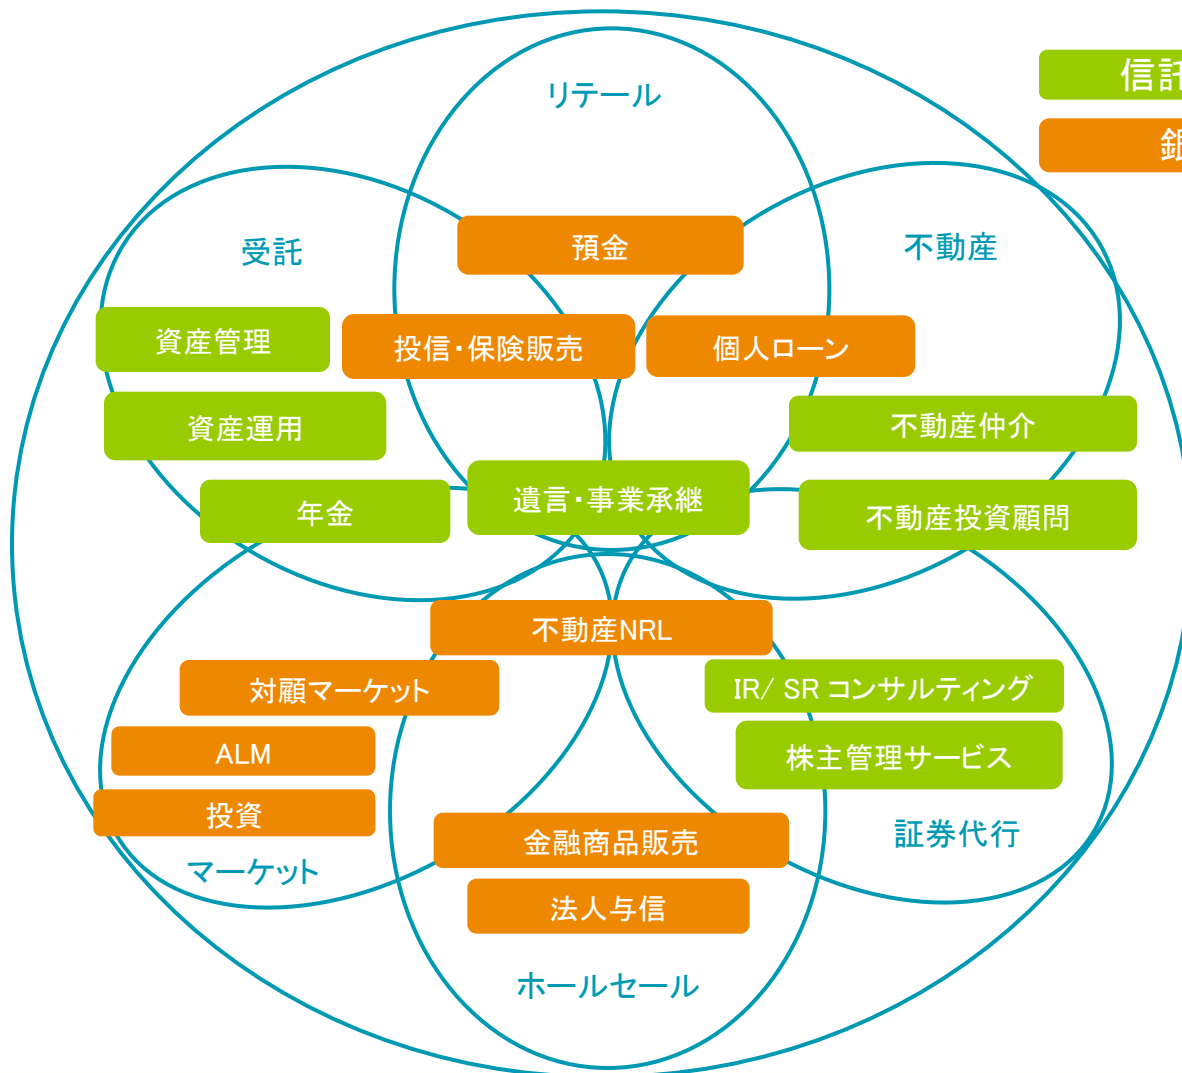 リテール
信託
銀
受託
不動産
預金
資産管理
投信・保険販売
個人ローン
資産運用
不動産仲介
年金
遺言・事業承継
不動産投資顧問
不動産NRL
対顧マーケット
IR/ SR コンサルティング
ALM
株主管理サービス
投資
金融商品販売
証券代行
マーケット
法人与信
ホールセール